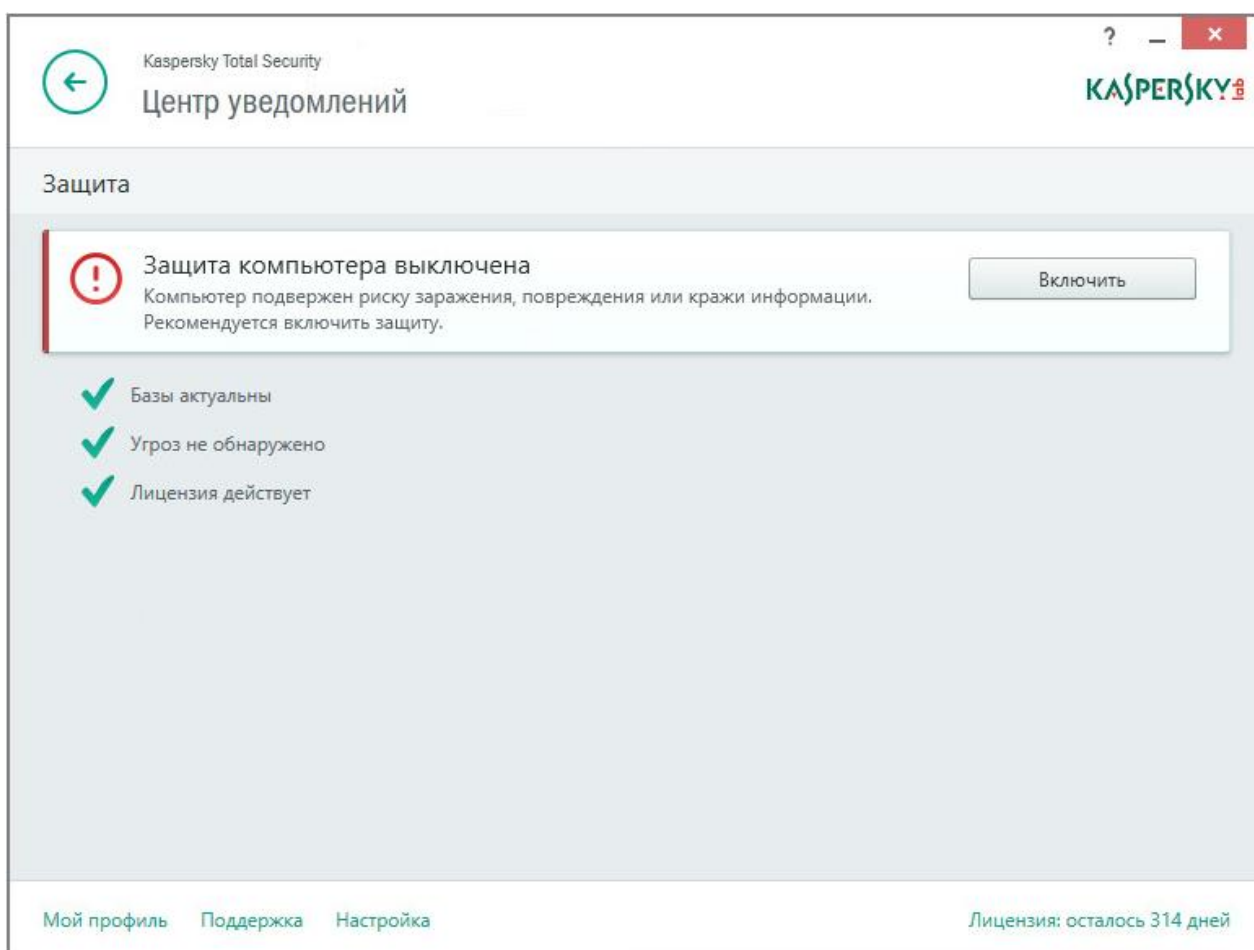 ?
Kaspersky Total Security
Центр уведомлений
KASPERSKY lab
Защита
Защита компьютера выключена
Компьютер подвержен риску заражения, повреждения или кражи информации.
Рекомендуется включить защиту.
Включить
Базы актуальны
Угроз не обнаружено
Лицензия действует
Мой профиль Поддержка Настройка Лицензия: осталось 314 дней